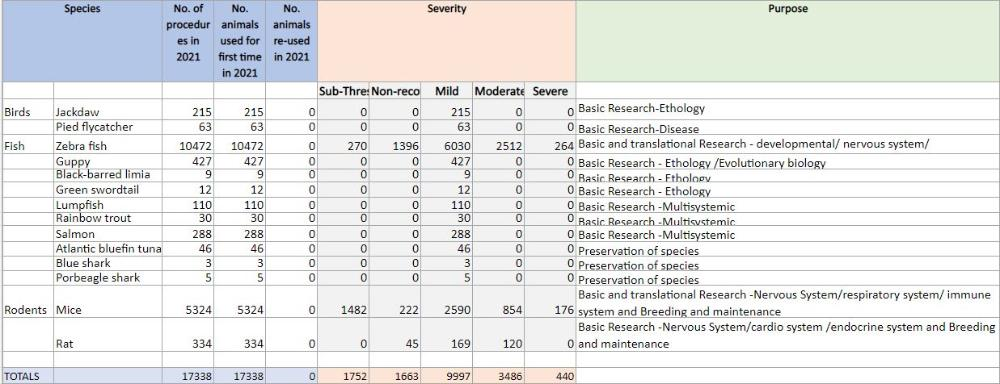 Species No. of procedur es in 2021 No. animals used for first time in 2021 No. animals re-used in 2021 Severity Purpose
Sub-Thres Non-reco Mild Moderate Severe
Birds Jackdaw 215 215 0 0 0 215 0 0 Basic Research-Ethology
Pied flycatcher 63 63 0 0 0 63 0 0 Basic Research-Disease
Fish Zebra fish 10472 10472 0 270 1396 6030 2512 264 Basic and translational Research - developmental/ nervous system/
Guppy 427 427 0 0 0 427 0 0 Basic Research - Ethology /Evolutionary biology
Black-barred limia 9 9 0 0 0 9 0 0 Basic Research - Ethology
Green swordtail 12 12 0 0 0 12 0 0 Basic Research - Ethology
Lumpfish 110 110 0 0 0 110 0 0 Basic Research -Multisystemic
Rainbow trout 30 30 0 0 0 30 0 0 Basic Research -Multisystemic
Salmon 288 288 0 0 0 288 0 0 Basic Research -Multisystemic
Atlantic bluefin tuna 46 46 0 0 0 46 0 0 Preservation of species
Blue shark 3 3 0 0 0 3 0 0 Preservation of species
Porbeagle shark 5 5 0 0 0 5 0 0 Preservation of species
Rodents Mice 5324 5324 0 1482 222 2590 854 176 Basic and translational Research -Nervous System/respiratory system/ immune
system and Breeding and maintenance
Rat 334 334 0 0 45 169 120 0 Basic Research -Nervous System/cardio system /endocrine system and Breeding
and maintenance
TOTALS 17338 17338 0 1752 1663 9997 3486 440